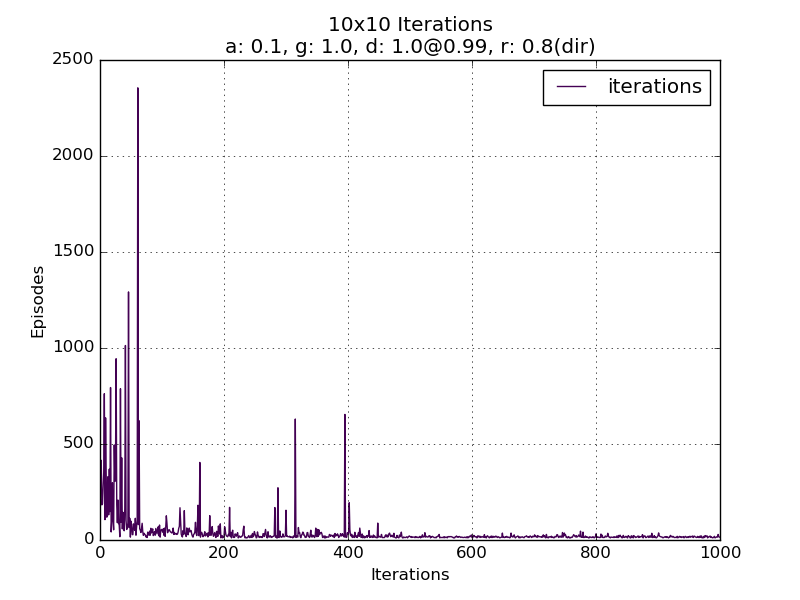 10x10 Iterations
a: 0.1, g: 1.0, d: 1.0@0.99, r: 0.8(dir)
2500
iterations
2000
1500
Episodes
1000
500
0
0 200 400 600 800 1000
Iterations